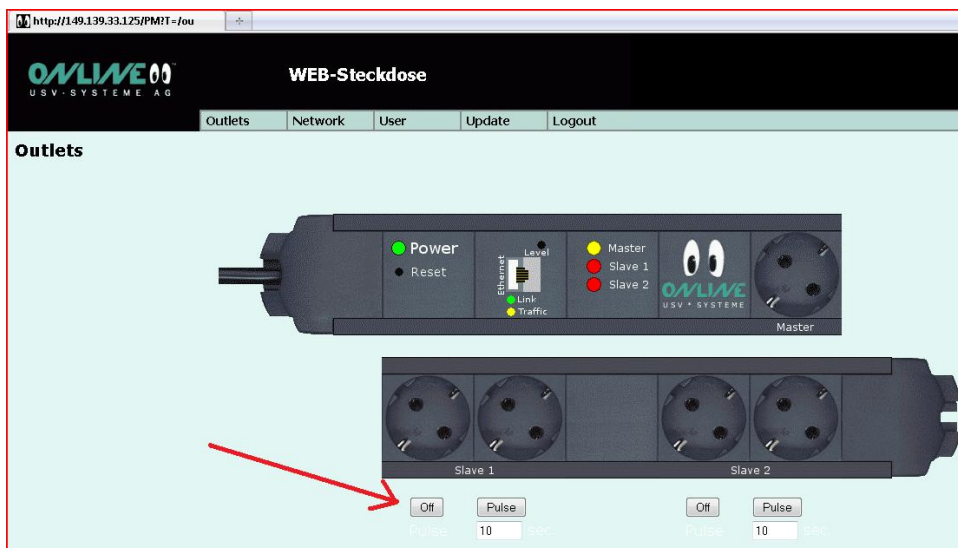 http://149.139.33.125/PM?T=/ou
ONLINE
USV·SYSTEME AG
WEB-Steckdose
Outlets Network User Update Logout
Outlets
Power
Reset
Level
Ethernet
Link
Traffic
Master
Slave 1
Slave 2
ONLINE
USV • SYSTEME
Master
Slave 1
Slave 2
Off Pulse Off Pulse
Pulse 10 sec. Pulse 10 sec.